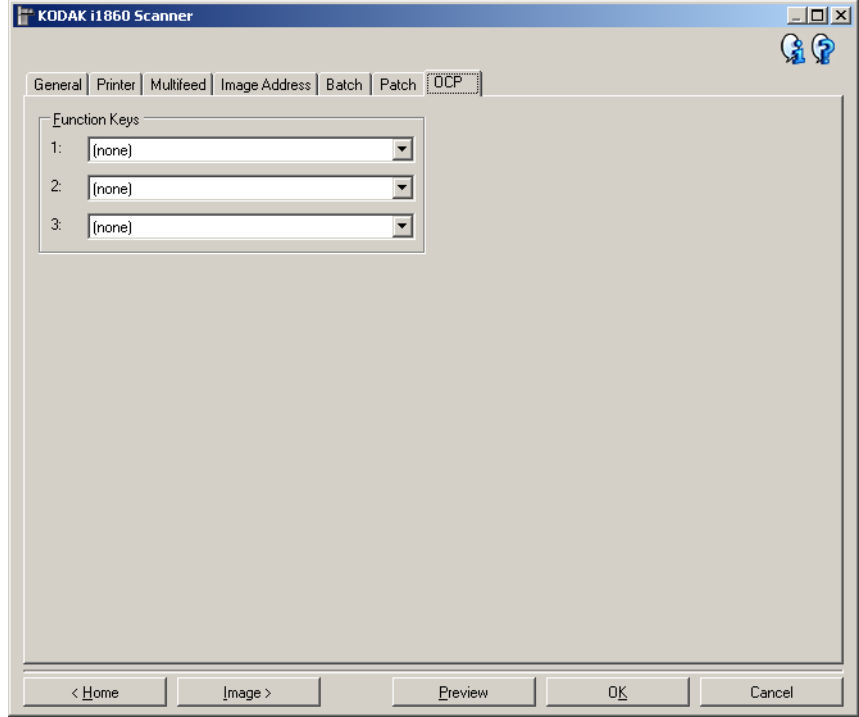 KODAK i1860 Scanner
General Printer Multifeed Image Address Batch Patch OCP
Function Keys
1: (none)
2: (none)
3: (none)
< Home Image > Preview OK Cancel